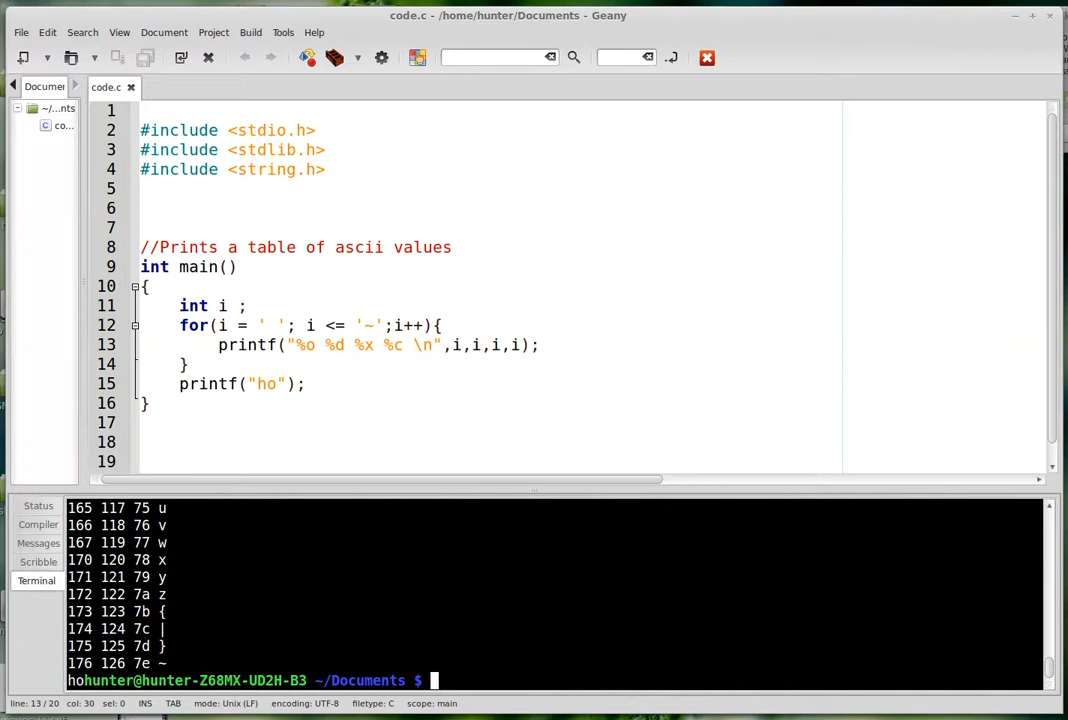 code.c - /home/hunter/Documents - Geany
File Edit Search View Document Project Build Tools Help
Documer
code.c
~/...nts
co...
1
2 #include <stdio.h>
3 #include <stdlib.h>
4 #include <string.h>
5
6
7
8 //Prints a table of ascii values
9 int main()
10 {
11 int i ;
12 for(i = ' '; i <= '~';i++){
13 printf("%o %d %x %c \n",i,i,i,i);
14 }
15 printf("ho");
16 }
17
18
19
Status
Compiler
Messages
Scribble
Terminal
165 117 75 u
166 118 76 v
167 119 77 w
170 120 78 x
171 121 79 y
172 122 7a z
173 123 7b {
174 124 7c |
175 125 7d }
176 126 7e ~
hohunter@hunter-Z68MX-UD2H-B3 ~/Documents $
line: 13 / 20 col: 30 sel: 0 INS TAB mode: Unix (LF) encoding: UTF-8 filetype: C scope: main